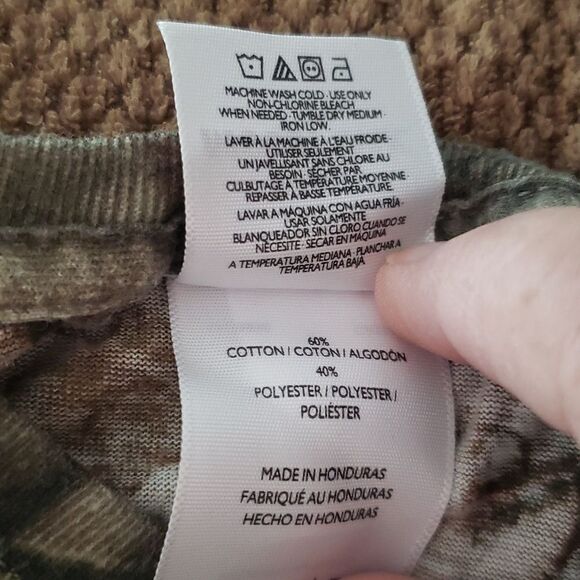 MACHINE WASH COLD · USE ONLY
NON-CHLORINE BLEACH
WHEN NEEDED · TUMBLE DRY MEDIUM ·
IRON LOW.
LAVER À LA MACHINE À L'EAU FROIDE ·
UTILISER SEULEMENT
UN JAVELLISANT SANS CHLORE AU
BESOIN · SÉCHER PAR
CULBUTAGE À TEMPÉRATURE MOYENNE ·
REPASSER À BASSE TEMPÉRATURE.
LAVAR A MÁQUINA CON AGUA FRÍA ·
USAR SOLAMENTE
BLANQUEADOR SIN CLORO CUANDO SE
NECESITE · SECAR EN MÁQUINA
A TEMPERATURA MEDIANA · PLANCHAR A
TEMPERATURA BAJA
60%
COTTON / COTON / ALGODÓN
40%
POLYESTER / POLYESTER /
POLIÉSTER
MADE IN HONDURAS
FABRIQUÉ AU HONDURAS
HECHO EN HONDURAS